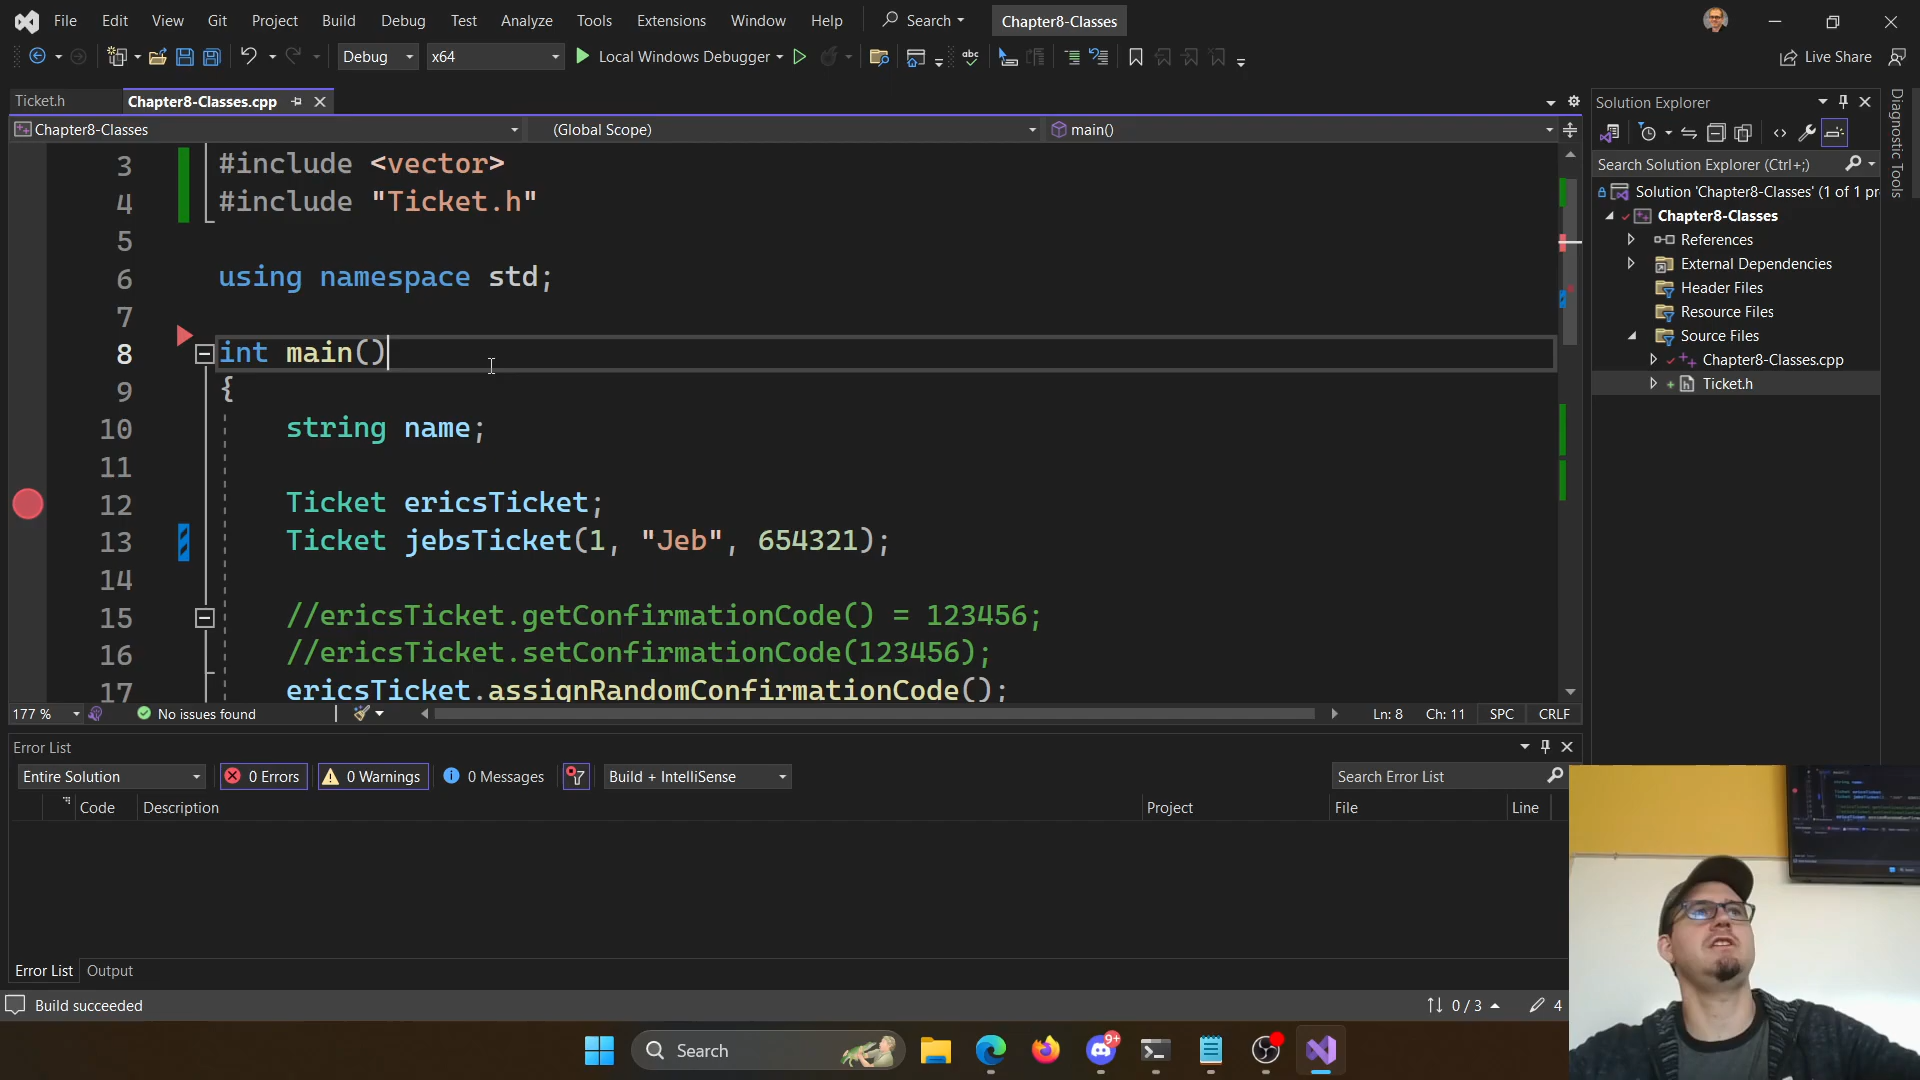 File Edit View Git Project Build Debug Test Analyze Tools Extensions Window Help Search Chapter8-Classes
Debug x64 Local Windows Debugger Live Share
Ticket.h Chapter8-Classes.cpp
Chapter8-Classes (Global Scope) main()
3 #include <vector>
4 #include "Ticket.h"
5
6 using namespace std;
7
8 int main()
9 {
10 string name;
11
12 Ticket ericsTicket;
13 Ticket jebsTicket(1, "Jeb", 654321);
14
15 //ericsTicket.getConfirmationCode() = 123456;
16 //ericsTicket.setConfirmationCode(123456);
17 ericsTicket.assignRandomConfirmationCode();
177 % No issues found Ln: 8 Ch: 11 SPC CRLF
Error List
Entire Solution 0 Errors 0 Warnings 0 Messages Build + IntelliSense Search Error List
Code Description Project File Line
Error List Output
Build succeeded 0 / 3 4
Solution Explorer
Search Solution Explorer (Ctrl+;)
Solution 'Chapter8-Classes' (1 of 1 pr
Chapter8-Classes
References
External Dependencies
Header Files
Resource Files
Source Files
Chapter8-Classes.cpp
Ticket.h
Diagnostic Tools
Search
9+